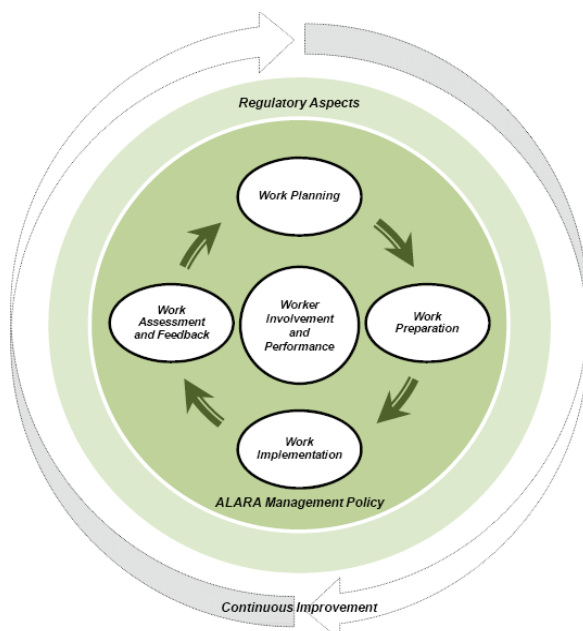 Regulatory Aspects
Work Planning
Work
Assessment
and Feedback
Worker
Involvement
and
Performance
Work
Preparation
Work
Implementation
ALARA Management Policy
Continuous Improvement